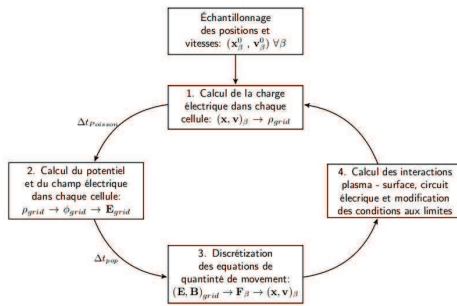 Échantillonnage
des positions et
vitesses: (x⁰_β , v⁰_β) ∀β
1. Calcul de la charge
électrique dans chaque
cellule: (x, v)_β → ρ_grid
Δt_Poisson
2. Calcul du potentiel
et du champ électrique
dans chaque cellule:
ρ_grid → ϕ_grid → E_grid
4. Calcul des interactions
plasma - surface, circuit
élecrique et modification
des conditions aux limites
Δt_pop
3. Discrétization
des equations de
quantinté de movement:
(E, B)_grid → F_β → (x, v)_β